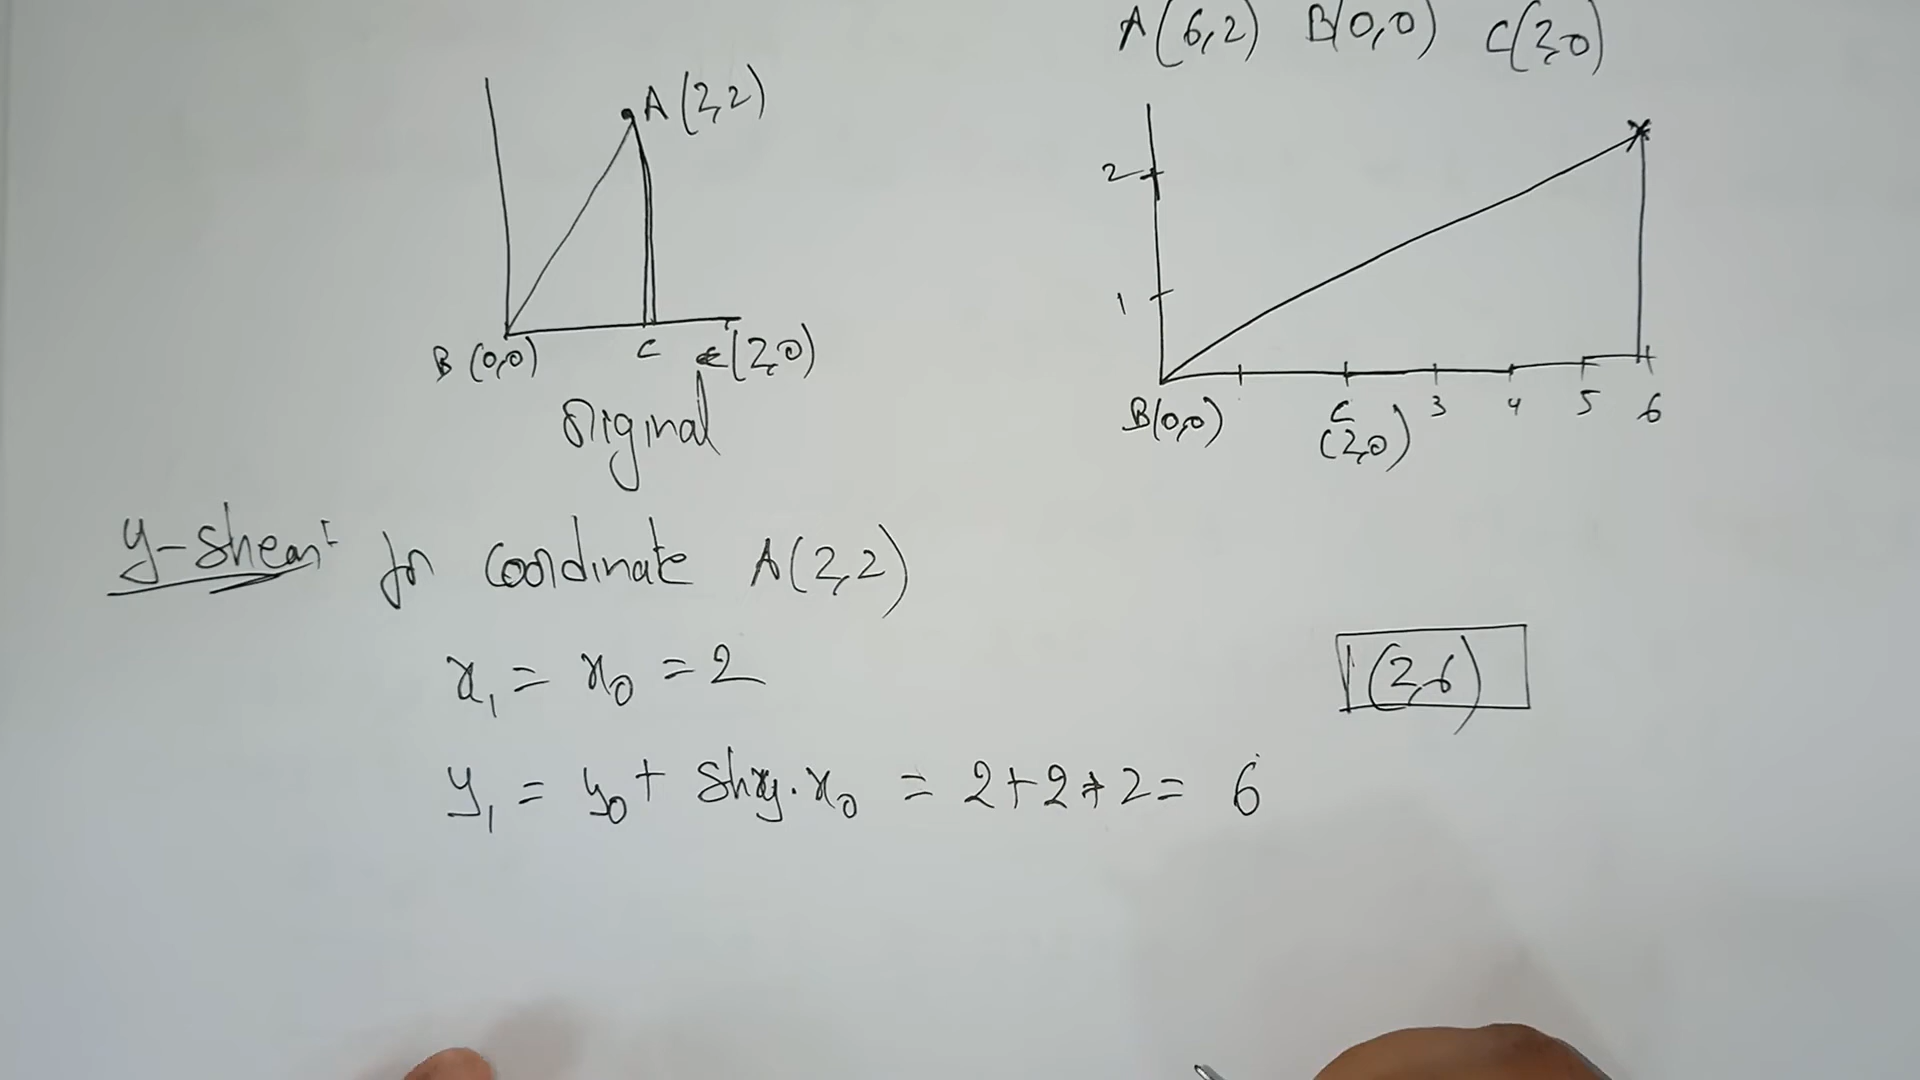 A(6,2) B(0,0) C(2,0)
A(2,2)
B (0,0) C (2,0)
Original
2
1
B(0,0) C 3 4 5 6
(2,0)
y-shear: for coordinate A(2,2)
x₁ = x₀ = 2
(2,6)
y₁ = y₀ + Shy.x₀ = 2+2*2= 6